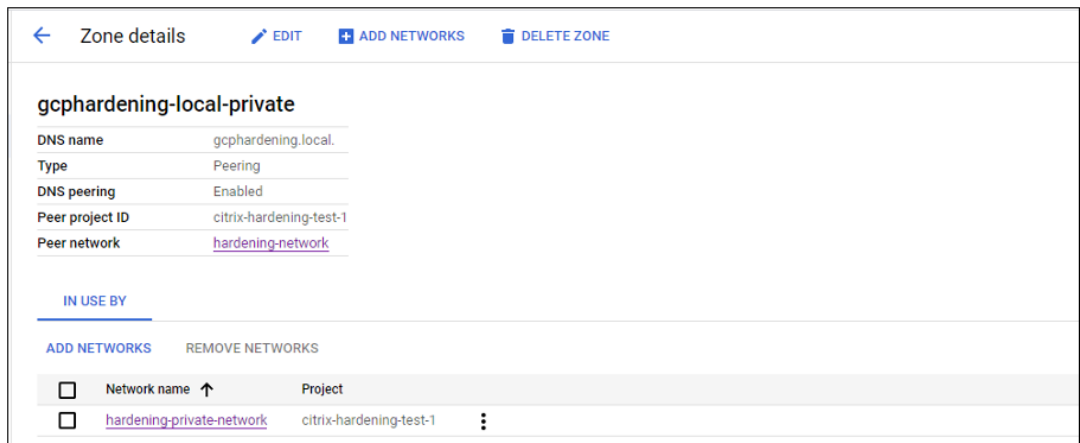 Zone details EDIT ADD NETWORKS DELETE ZONE
gcphardening-local-private
DNS name gcphardening.local.
Type Peering
DNS peering Enabled
Peer project ID citrix-hardening-test-1
Peer network hardening-network
IN USE BY
ADD NETWORKS REMOVE NETWORKS
Network name Project
hardening-private-network citrix-hardening-test-1